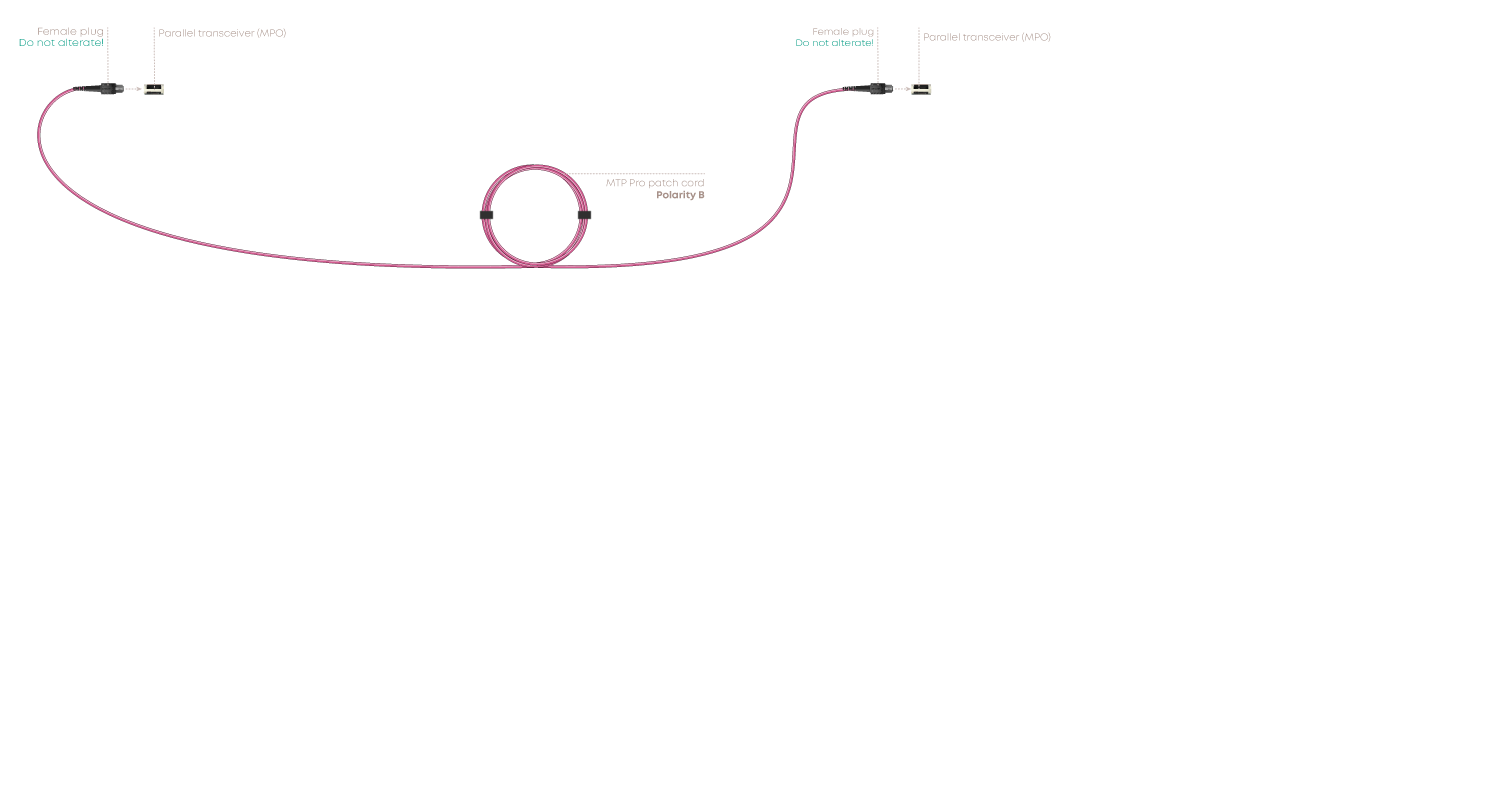 Female plug
Do not alterate!
Parallel transceiver (MPO)
Female plug
Do not alterate!
Parallel transceiver (MPO)
MTP Pro patch cord
Polarity B